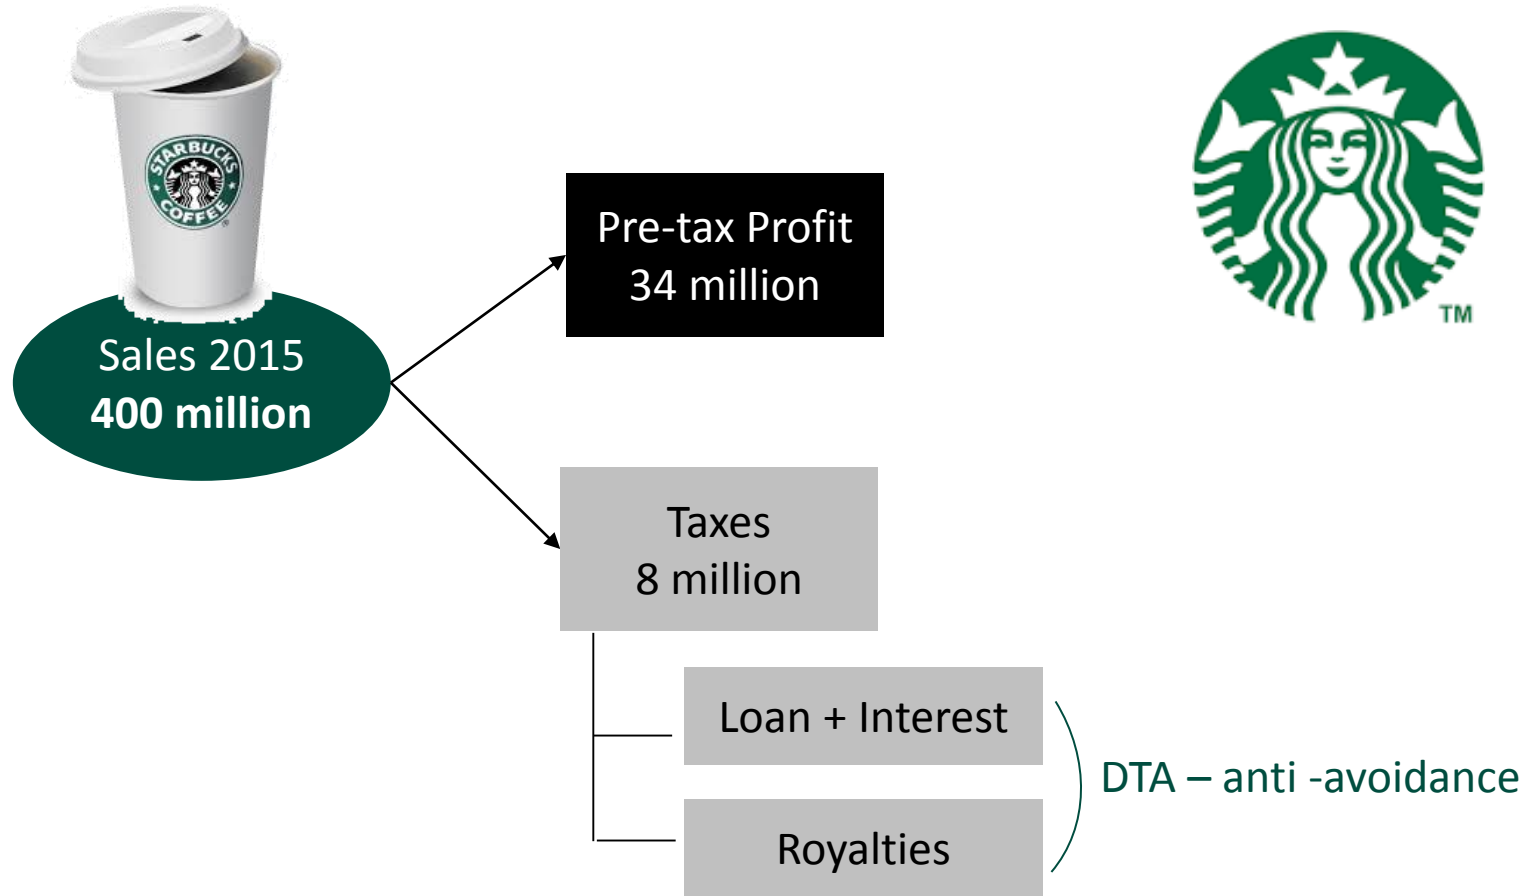 STARBUCKS
COFFEE
®
TM
Sales 2015
400 million
Pre-tax Profit
34 million
Taxes
8 million
Loan + Interest
Royalties
DTA – anti -avoidance